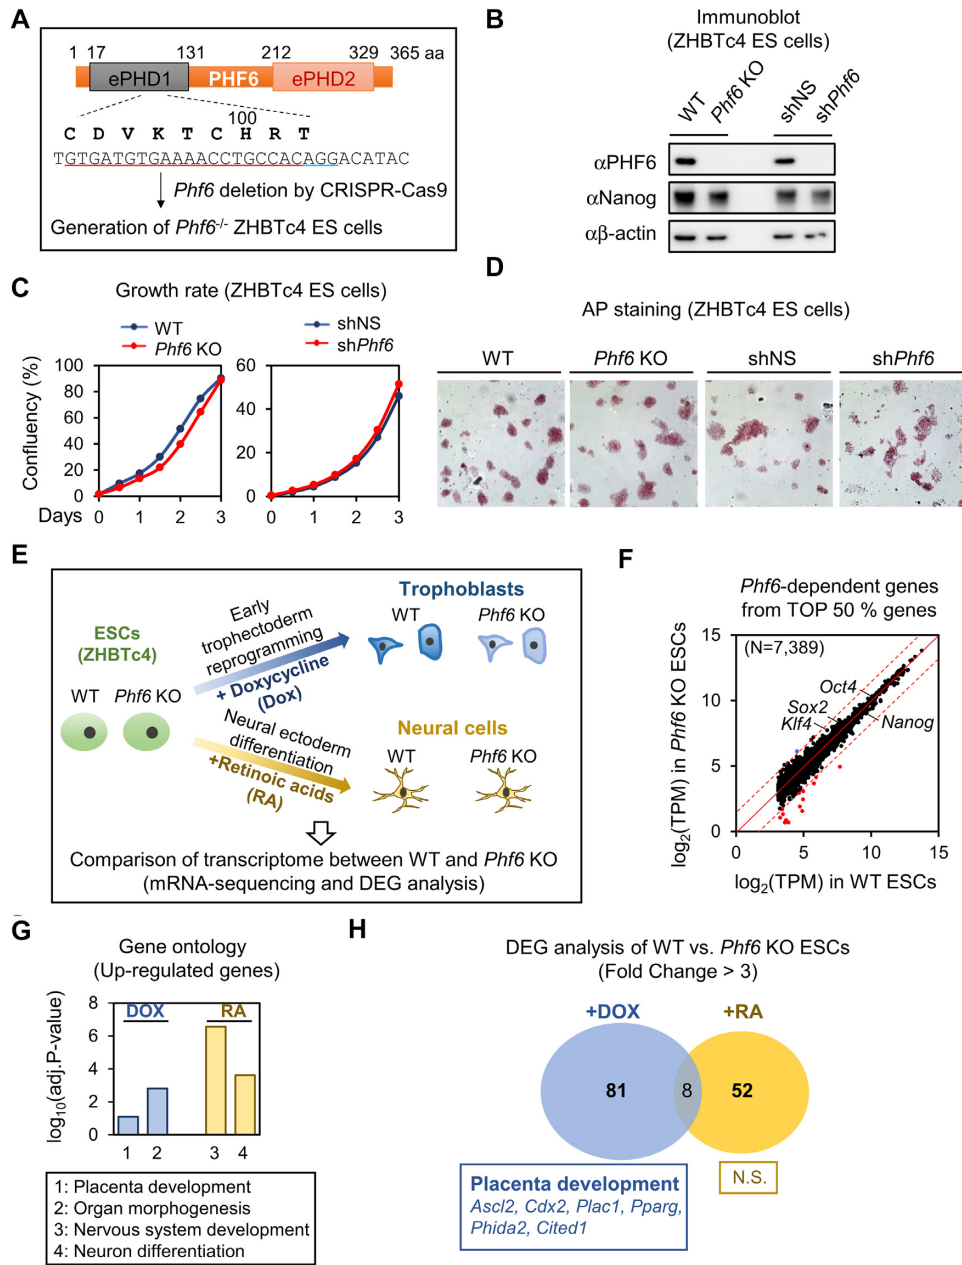 A
1 17 131 212 329 365 aa
ePHD1 PHF6 ePHD2
100
C D V K T C H R T
TGTGATGTGAAAACCTGCCACAGGACATAC
Phf6 deletion by CRISPR-Cas9
Generation of Phf6-/- ZHBTc4 ES cells
B
Immunoblot
(ZHBTc4 ES cells)
WT Phf6 KO shNS shPhf6
αPHF6
αNanog
αβ-actin
C
Growth rate (ZHBTc4 ES cells)
WT
Phf6 KO
shNS
shPhf6
Confluency (%)
100
80
60
40
20
0
60
40
20
0
Days 0 1 2 3 0 1 2 3
D
AP staining (ZHBTc4 ES cells)
WT Phf6 KO shNS shPhf6
E
ESCs
(ZHBTc4)
WT Phf6 KO
Early
trophectoderm
reprogramming
+ Doxycycline
(Dox)
Trophoblasts
WT Phf6 KO
Neural ectoderm
differentiation
+Retinoic acids
(RA)
Neural cells
WT Phf6 KO
Comparison of transcriptome between WT and Phf6 KO
(mRNA-sequencing and DEG analysis)
F
Phf6-dependent genes
from TOP 50 % genes
(N=7,389)
log2(TPM) in Phf6 KO ESCs
15
10
5
0
Oct4
Sox2
Klf4
Nanog
0 5 10 15
log2(TPM) in WT ESCs
G
Gene ontology
(Up-regulated genes)
log10(adj.P-value)
8
6
4
2
0
DOX RA
1 2 3 4
1: Placenta development
2: Organ morphogenesis
3: Nervous system development
4: Neuron differentiation
H
DEG analysis of WT vs. Phf6 KO ESCs
(Fold Change > 3)
+DOX +RA
81 8 52
Placenta development
Ascl2, Cdx2, Plac1, Pparg,
Phida2, Cited1
N.S.